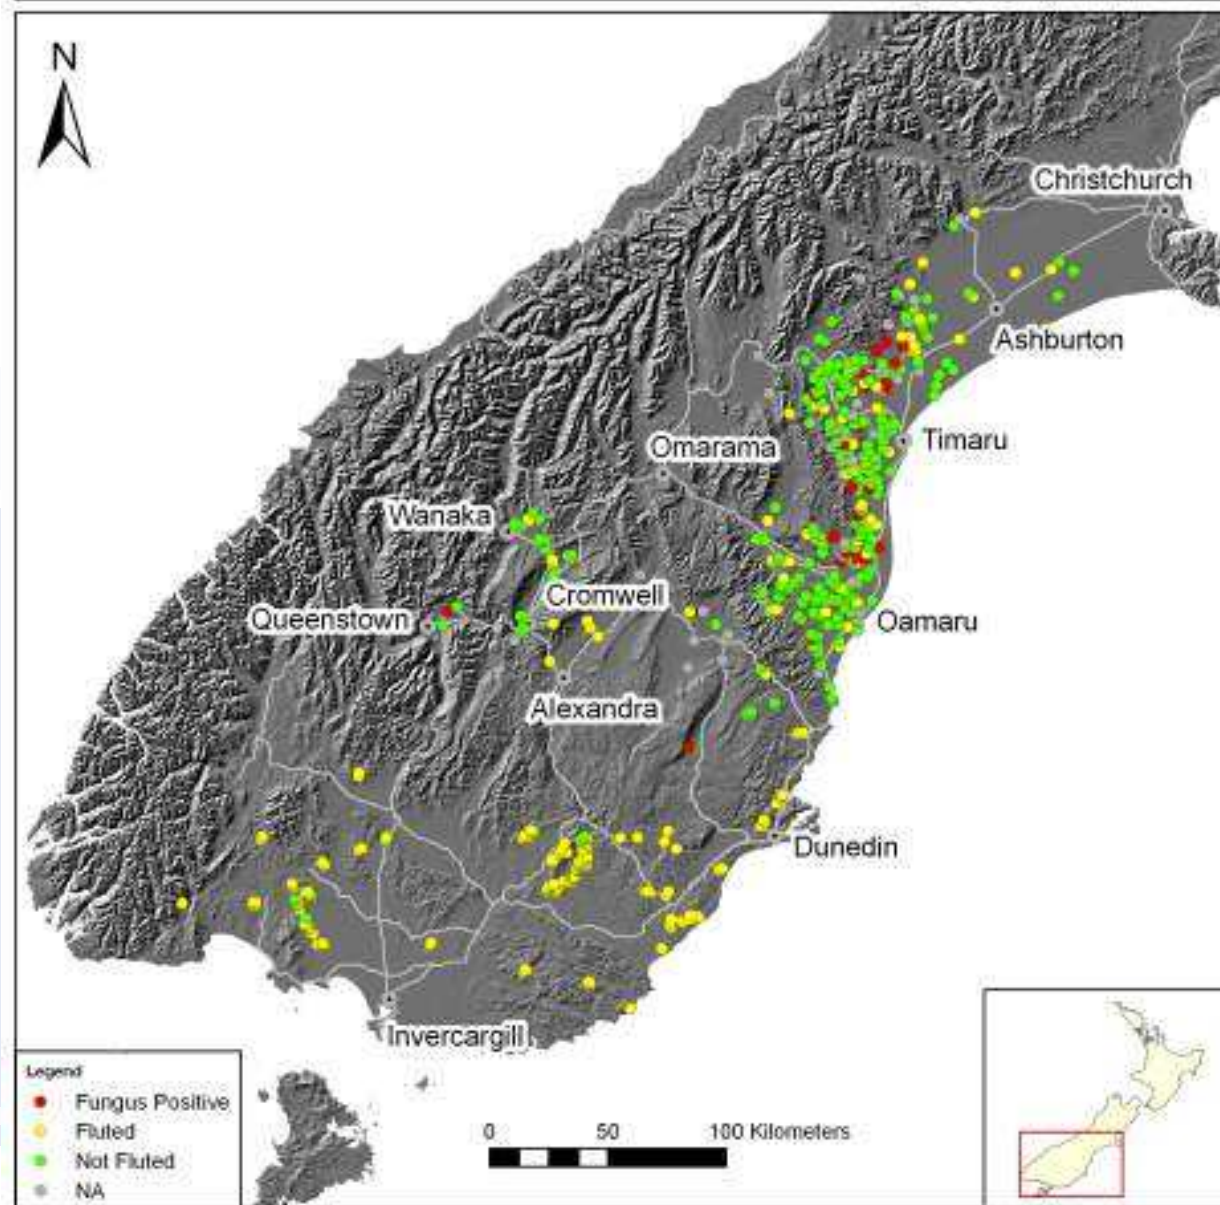 N
Christchurch
Ashburton
Timaru
Omarama
Wanaka
Cromwell
Queenstown
Oamaru
Alexandra
Dunedin
Invercargill
Legend
Fungus Positive
Fluted
Not Fluted
NA
0 50 100 Kilometers